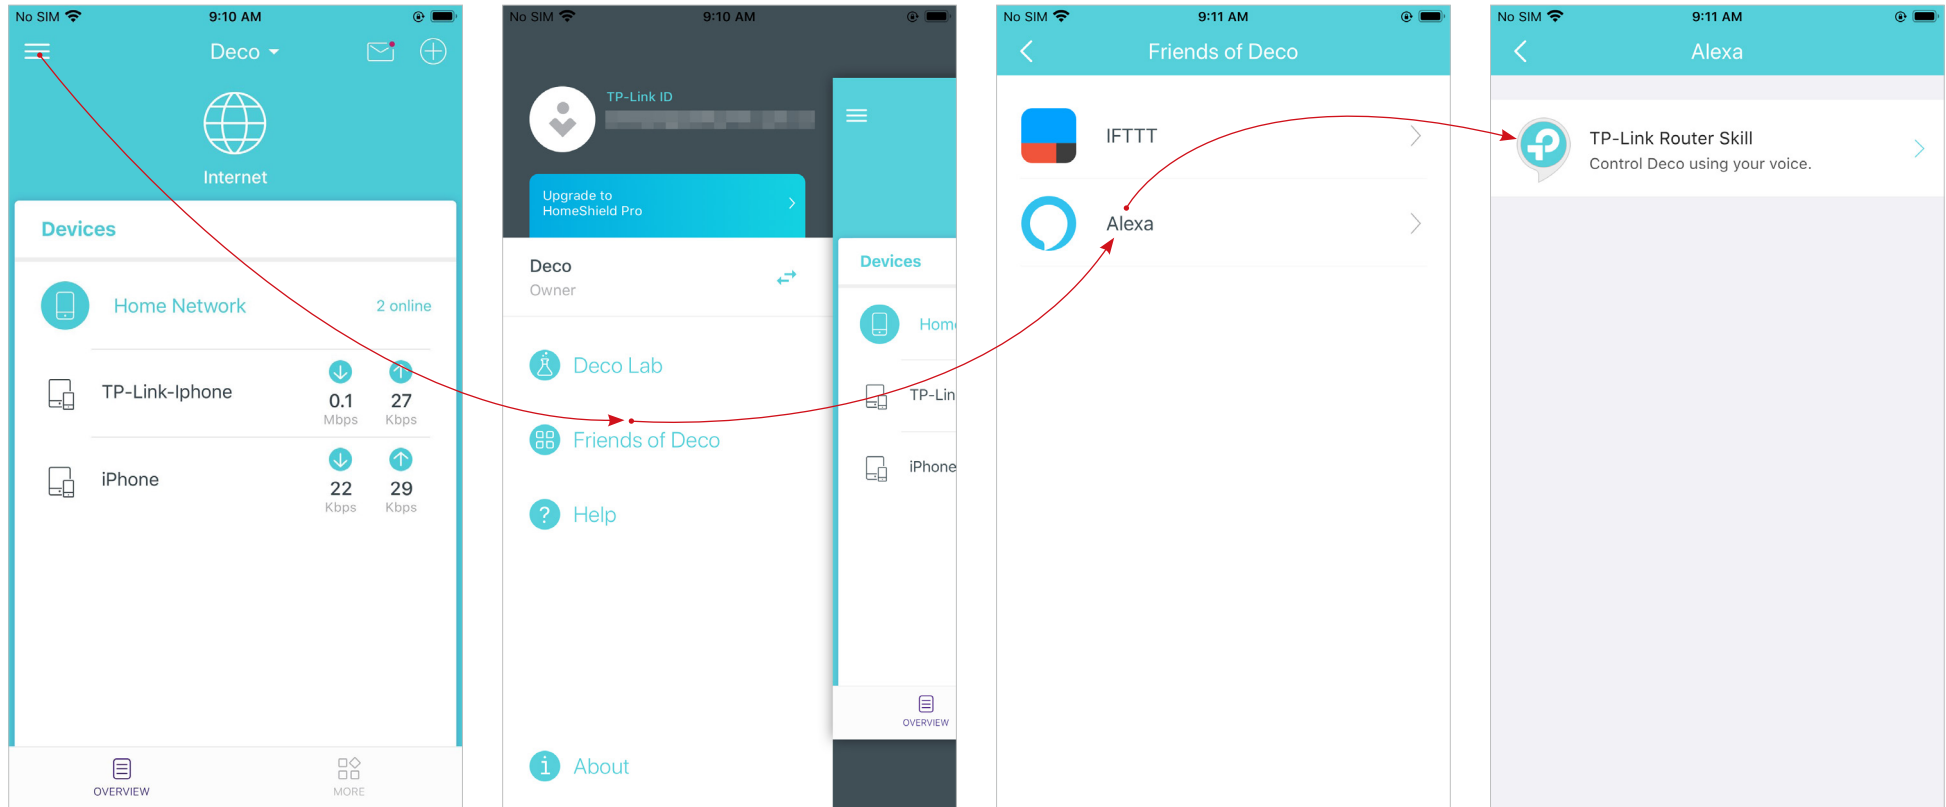 No SIM 9:10 AM
Deco
Internet
Devices
Home Network 2 online
TP-Link-Iphone 0.1 27
Mbps Kbps
iPhone 22 29
Kbps Kbps
OVERVIEW MORE
No SIM 9:10 AM
TP-Link ID
Upgrade to
HomeShield Pro
Deco
Owner
Deco Lab
Friends of Deco
Help
About
Devices
Home
TP-Lin
iPhone
OVERVIEW
No SIM 9:11 AM
Friends of Deco
IFTTT
Alexa
No SIM 9:11 AM
Alexa
TP-Link Router Skill
Control Deco using your voice.